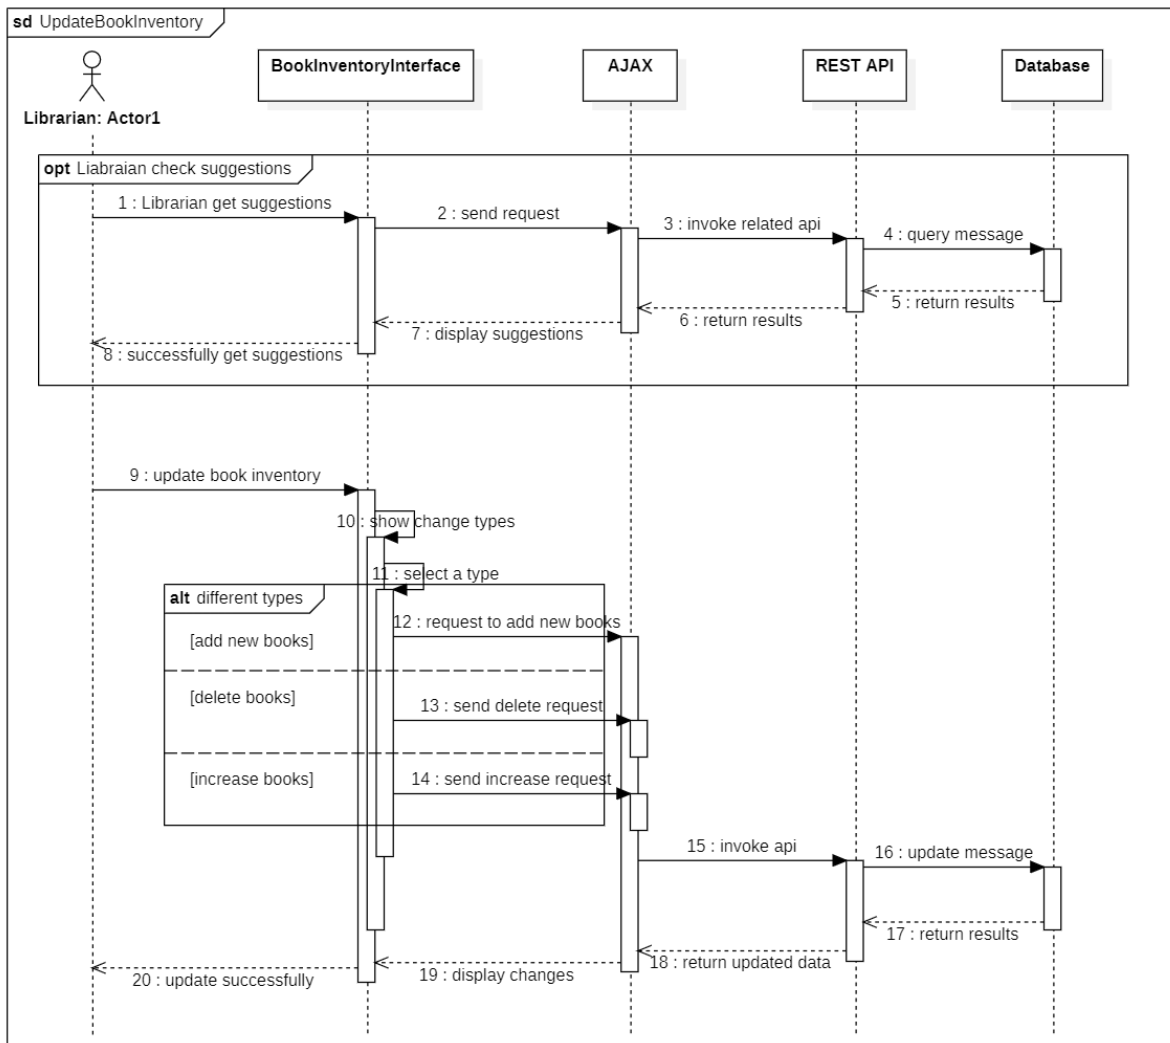 sd UpdateBookInventory
Librarian: Actor1
BookInventoryInterface
AJAX
REST API
Database
opt Liabraian check suggestions
1 : Librarian get suggestions
2 : send request
3 : invoke related api
4 : query message
5 : return results
6 : return results
7 : display suggestions
8 : successfully get suggestions
9 : update book inventory
10 : show change types
11 : select a type
alt different types
[add new books]
12 : request to add new books
[delete books]
13 : send delete request
[increase books]
14 : send increase request
15 : invoke api
16 : update message
17 : return results
18 : return updated data
19 : display changes
20 : update successfully